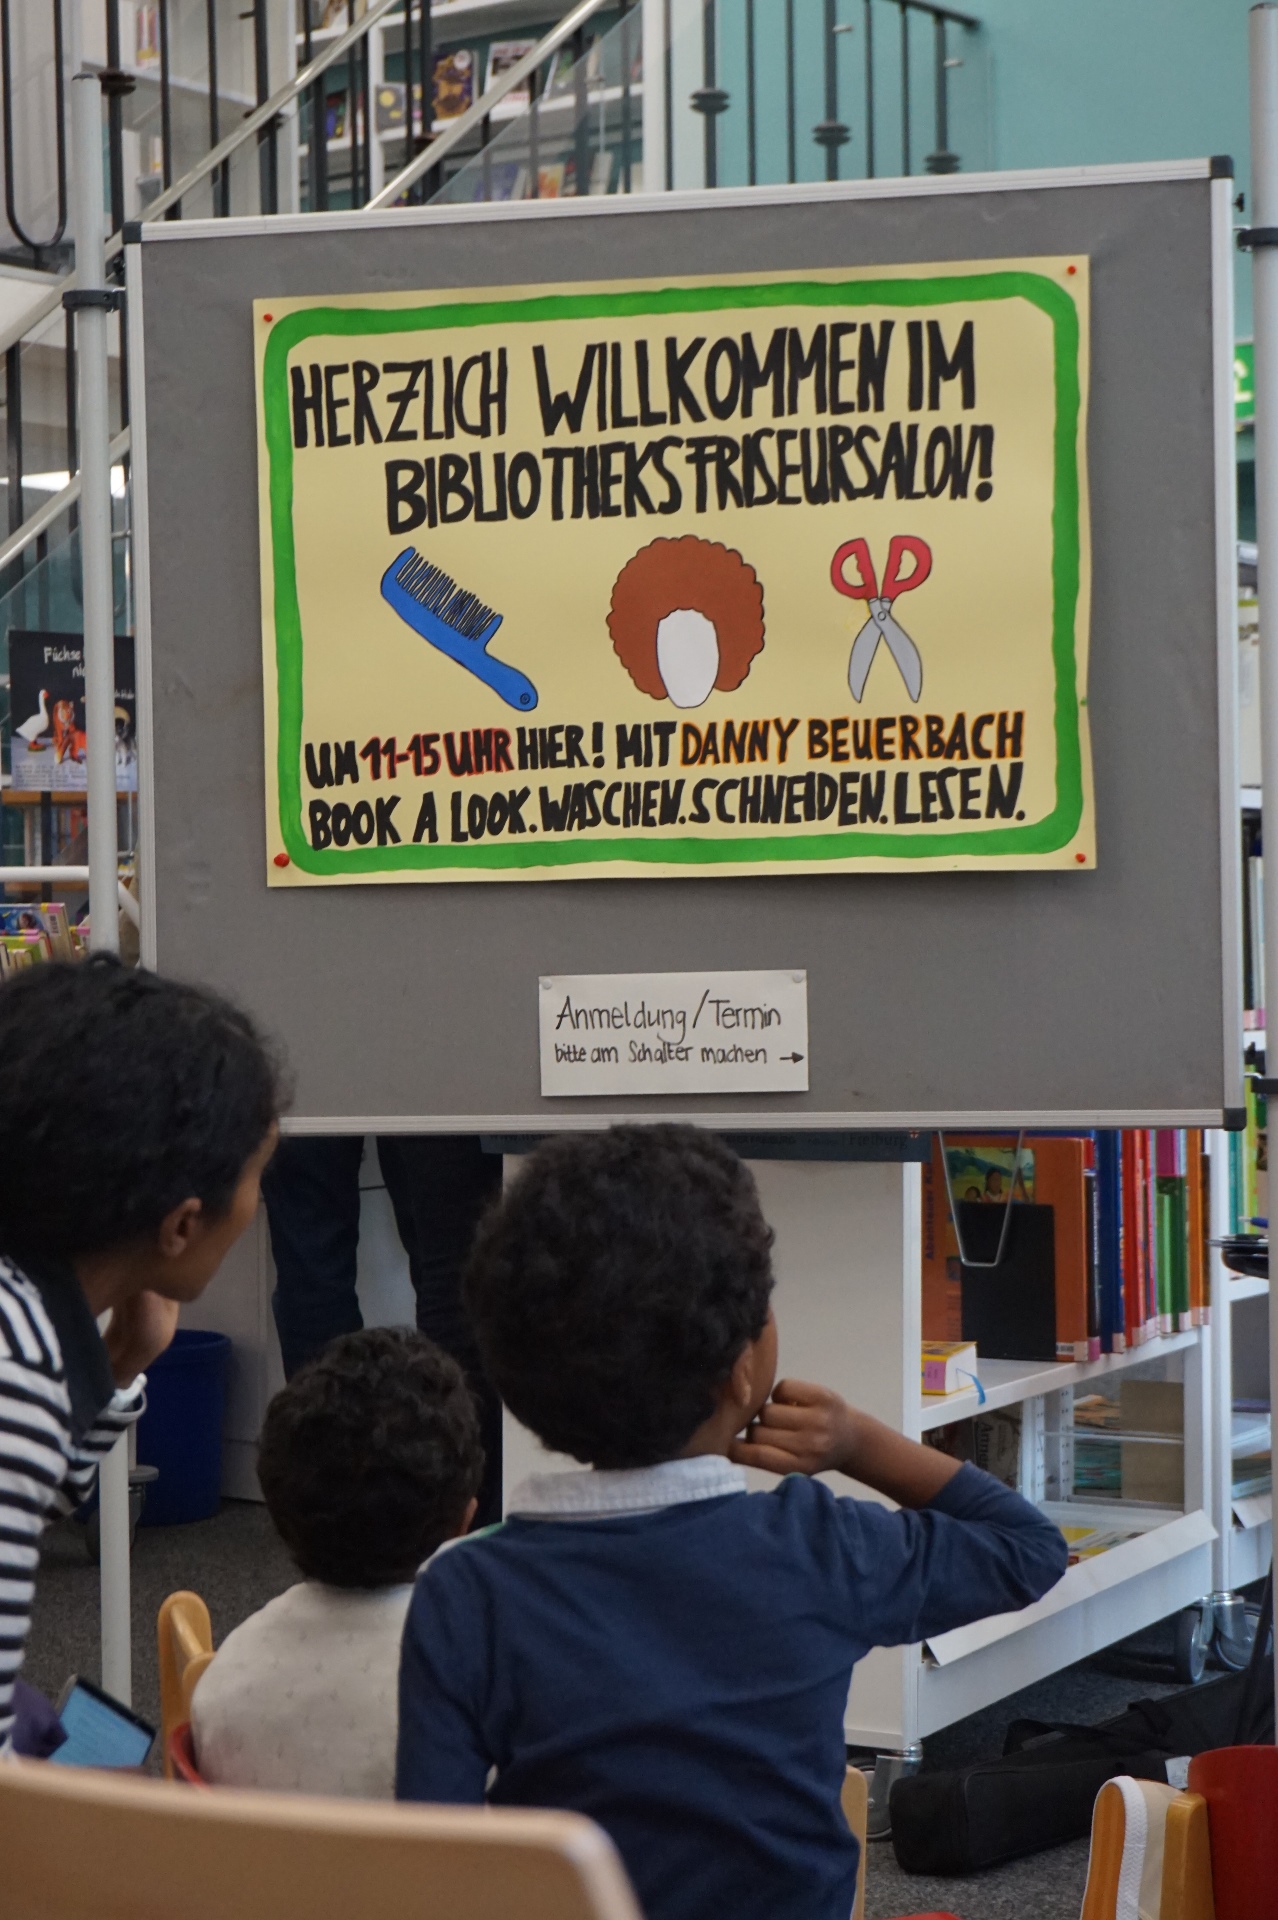 HERZLICH WILLKOMMEN IM
BIBLIOTHEKSFRISEURSALON!
UM 11-15 UHR HIER! MIT DANNY BEUERBACH
BOOK A LOOK. WASCHEN. SCHNEIDEN. LESEN.
Anmeldung/Termin
bitte am Schalter machen →
Füchse